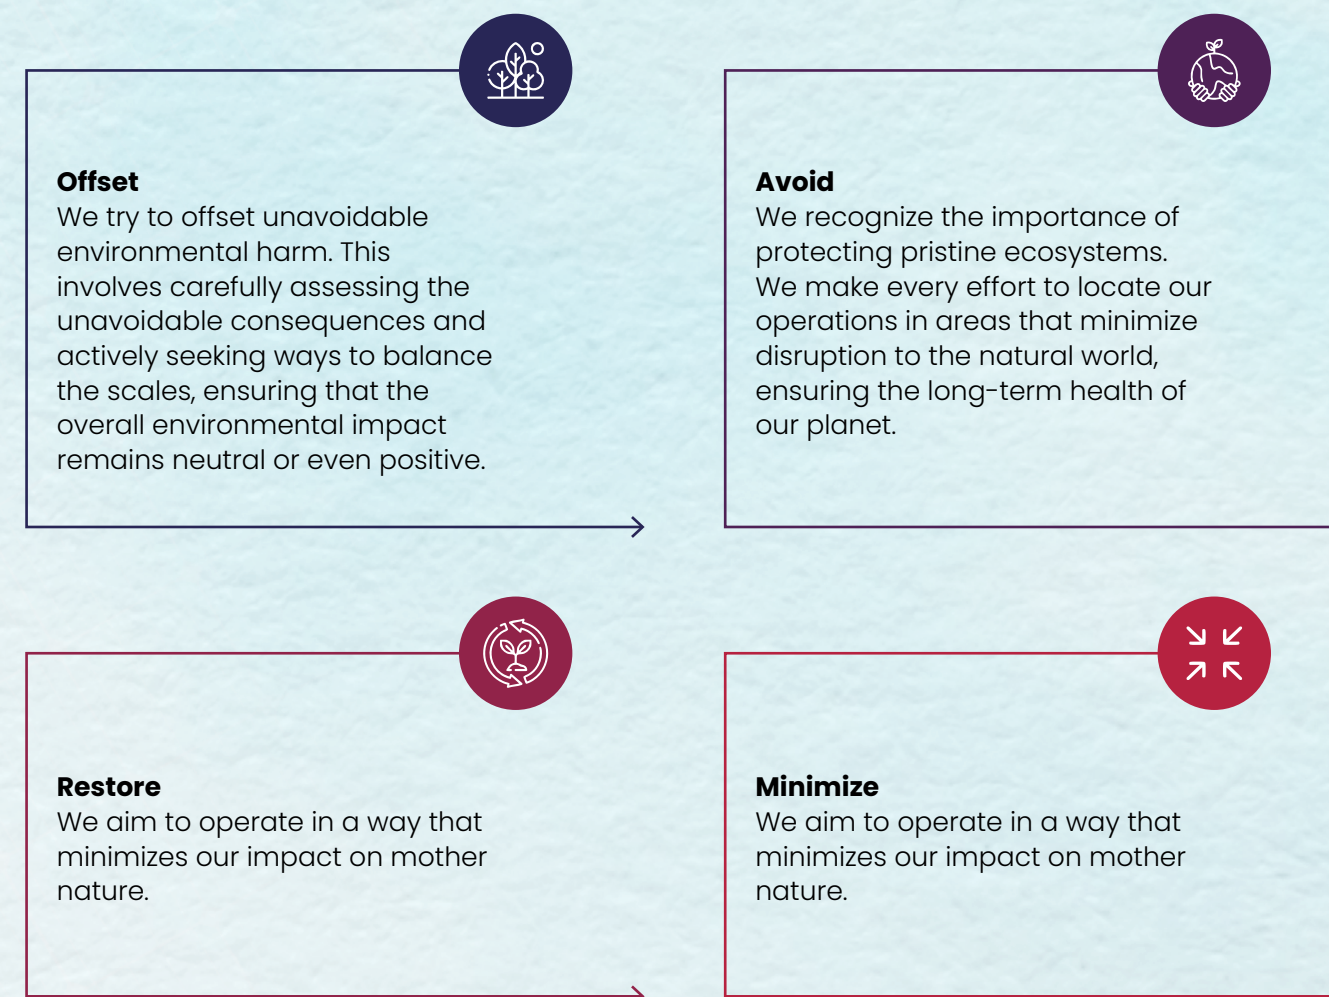 Offset
We try to offset unavoidable
environmental harm. This
involves carefully assessing the
unavoidable consequences and
actively seeking ways to balance
the scales, ensuring that the
overall environmental impact
remains neutral or even positive.
Avoid
We recognize the importance of
protecting pristine ecosystems.
We make every effort to locate our
operations in areas that minimize
disruption to the natural world,
ensuring the long-term health of
our planet.
Restore
We aim to operate in a way that
minimizes our impact on mother
nature.
Minimize
We aim to operate in a way that
minimizes our impact on mother
nature.